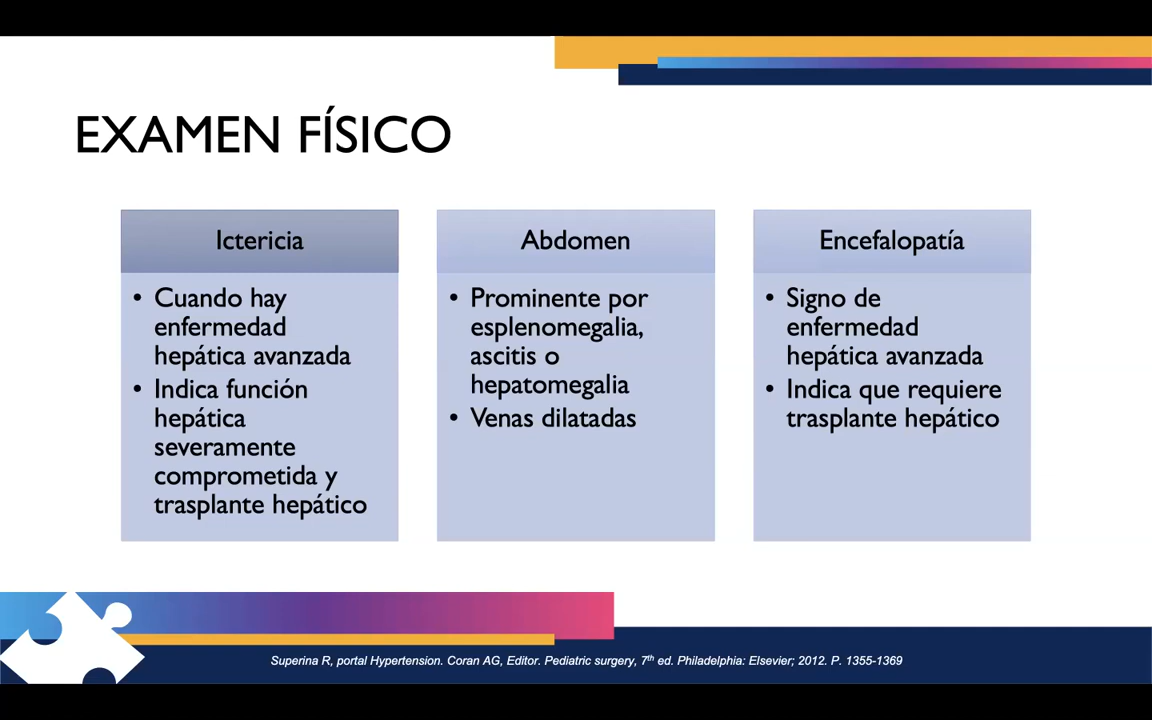 EXAMEN FÍSICO
Ictericia
• Cuando hay
enfermedad
hepática avanzada
• Indica función
hepática
severamente
comprometida y
trasplante hepático
Abdomen
• Prominente por
esplenomegalia,
ascitis o
hepatomegalia
• Venas dilatadas
Encefalopatía
• Signo de
enfermedad
hepática avanzada
• Indica que requiere
trasplante hepático
Superina R, portal Hypertension. Coran AG, Editor. Pediatric surgery, 7th ed. Philadelphia: Elsevier; 2012. P. 1355-1369